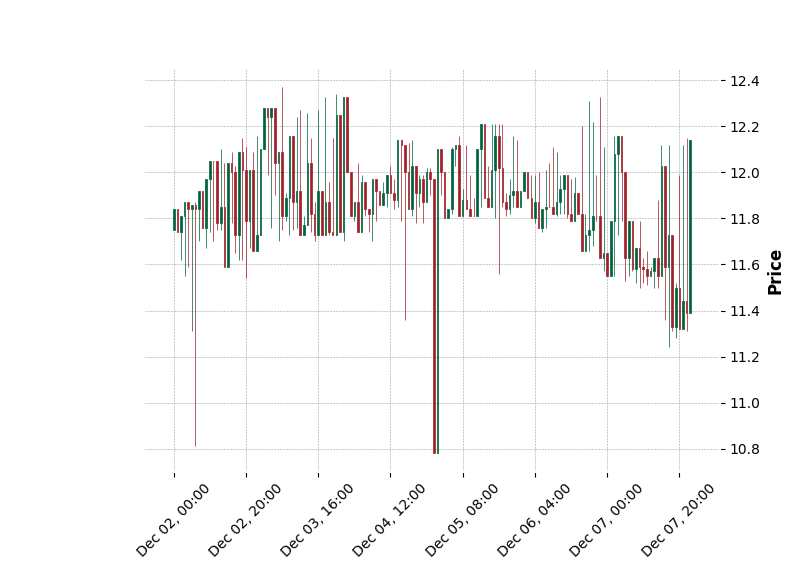 12.4
12.2
12.0
11.8
11.6
11.4
11.2
11.0
10.8
Price
Dec 02, 00:00
Dec 02, 20:00
Dec 03, 16:00
Dec 04, 12:00
Dec 05, 08:00
Dec 06, 04:00
Dec 07, 00:00
Dec 07, 20:00